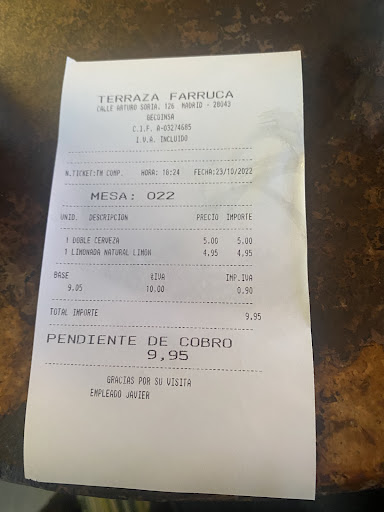 TERRAZA FARRUCA
CALLE ARTURO SORIA, 126 MADRID - 28043
GECOINSA
C.I.F. A-03274685
I.V.A. INCLUIDO
N.TICKET:TM COMP. HORA: 18:24 FECHA:23/10/2022
MESA: 022
UNID. DESCRIPCION PRECIO IMPORTE
1 DOBLE CERVEZA 5.00 5.00
1 LIMONADA NATURAL LIMON 4.95 4.95
BASE %IVA IMP.IVA
9.05 10.00 0.90
TOTAL IMPORTE 9.95
PENDIENTE DE COBRO
9,95
GRACIAS POR SU VISITA
EMPLEADO JAVIER